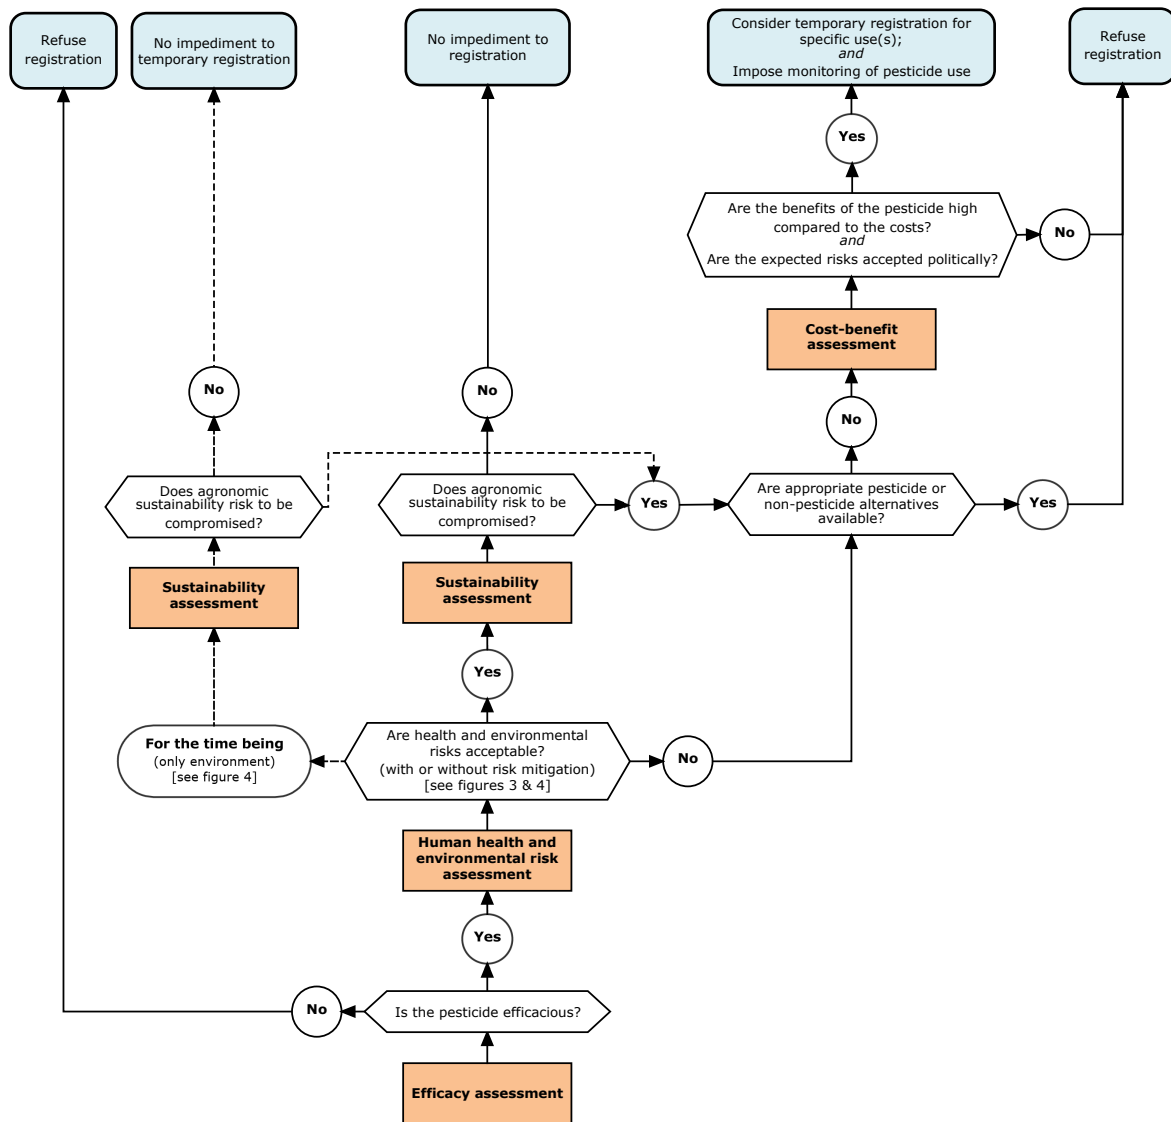 Refuse
registration
No impediment to
temporary registration
No impediment to
registration
Consider temporary registration for
specific use(s);
and
Impose monitoring of pesticide use
Refuse
registration
Yes
Are the benefits of the pesticide high
compared to the costs?
and
Are the expected risks accepted politically?
No
Cost-benefit
assessment
No
No
No
Does agronomic
sustainability risk to be
compromised?
Does agronomic
sustainability risk to be
compromised?
Yes
Are appropriate pesticide or
non-pesticide alternatives
available?
Yes
Sustainability
assessment
Sustainability
assessment
Yes
For the time being
(only environment)
[see figure 4]
Are health and environmental
risks acceptable?
(with or without risk mitigation)
[see figures 3 & 4]
No
Human health and
environmental risk
assessment
Yes
No
Is the pesticide efficacious?
Efficacy assessment